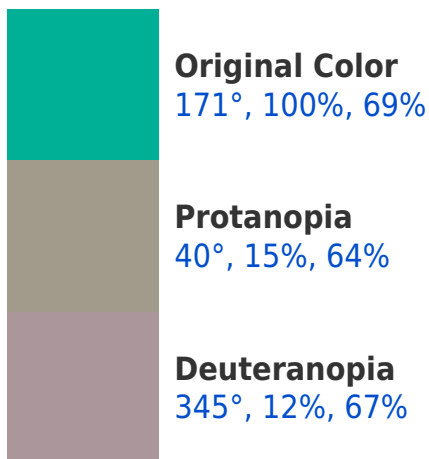 Original Color
171°, 100%, 69%
Protanopia
40°, 15%, 64%
Deuteranopia
345°, 12%, 67%